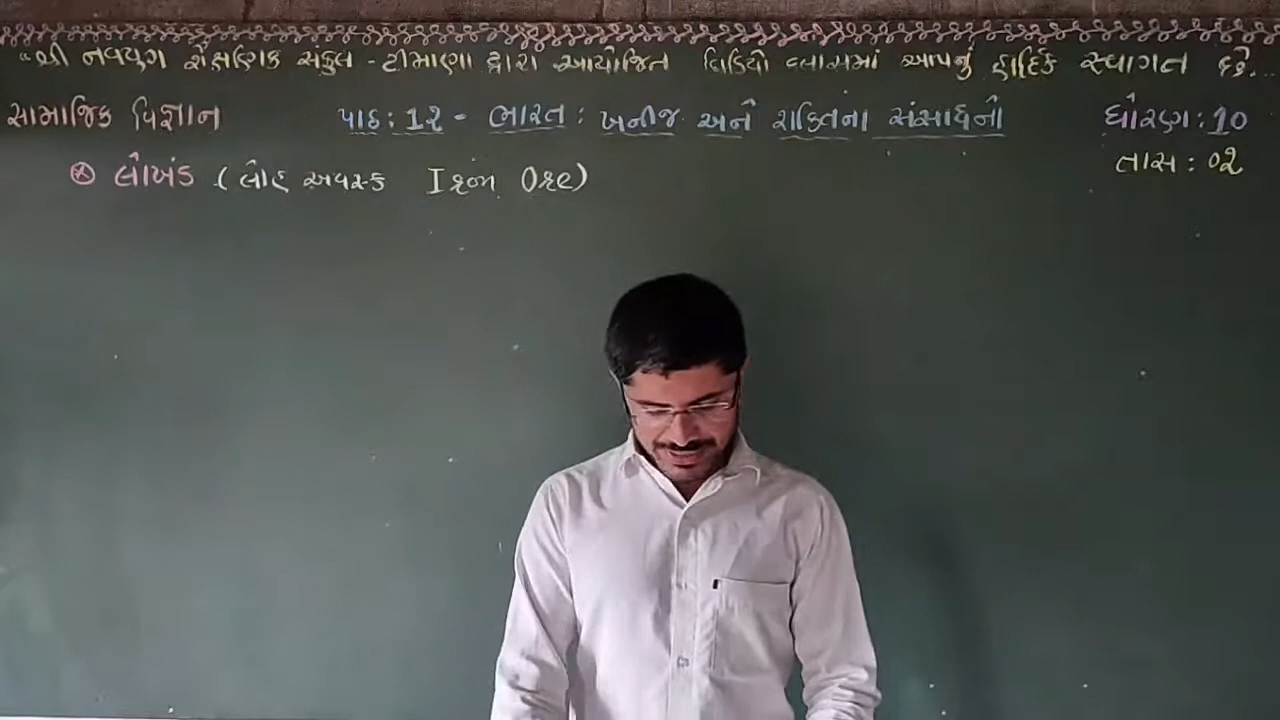 "શ્રી નવયુગ શૈક્ષણિક સંકુલ - ટીમાણા દ્વારા આયોજિત વિડિયો ક્લાસમાં આપનું હાર્દિક સ્વાગત છે...
સામાજિક વિજ્ઞાન પાઠ: 12 - ભારત: ખનીજ અને શક્તિના સંસાધનો ધોરણ: 10
તાસ: 02
લોખંડ (લોહ અયસ્ક Iron Ore)